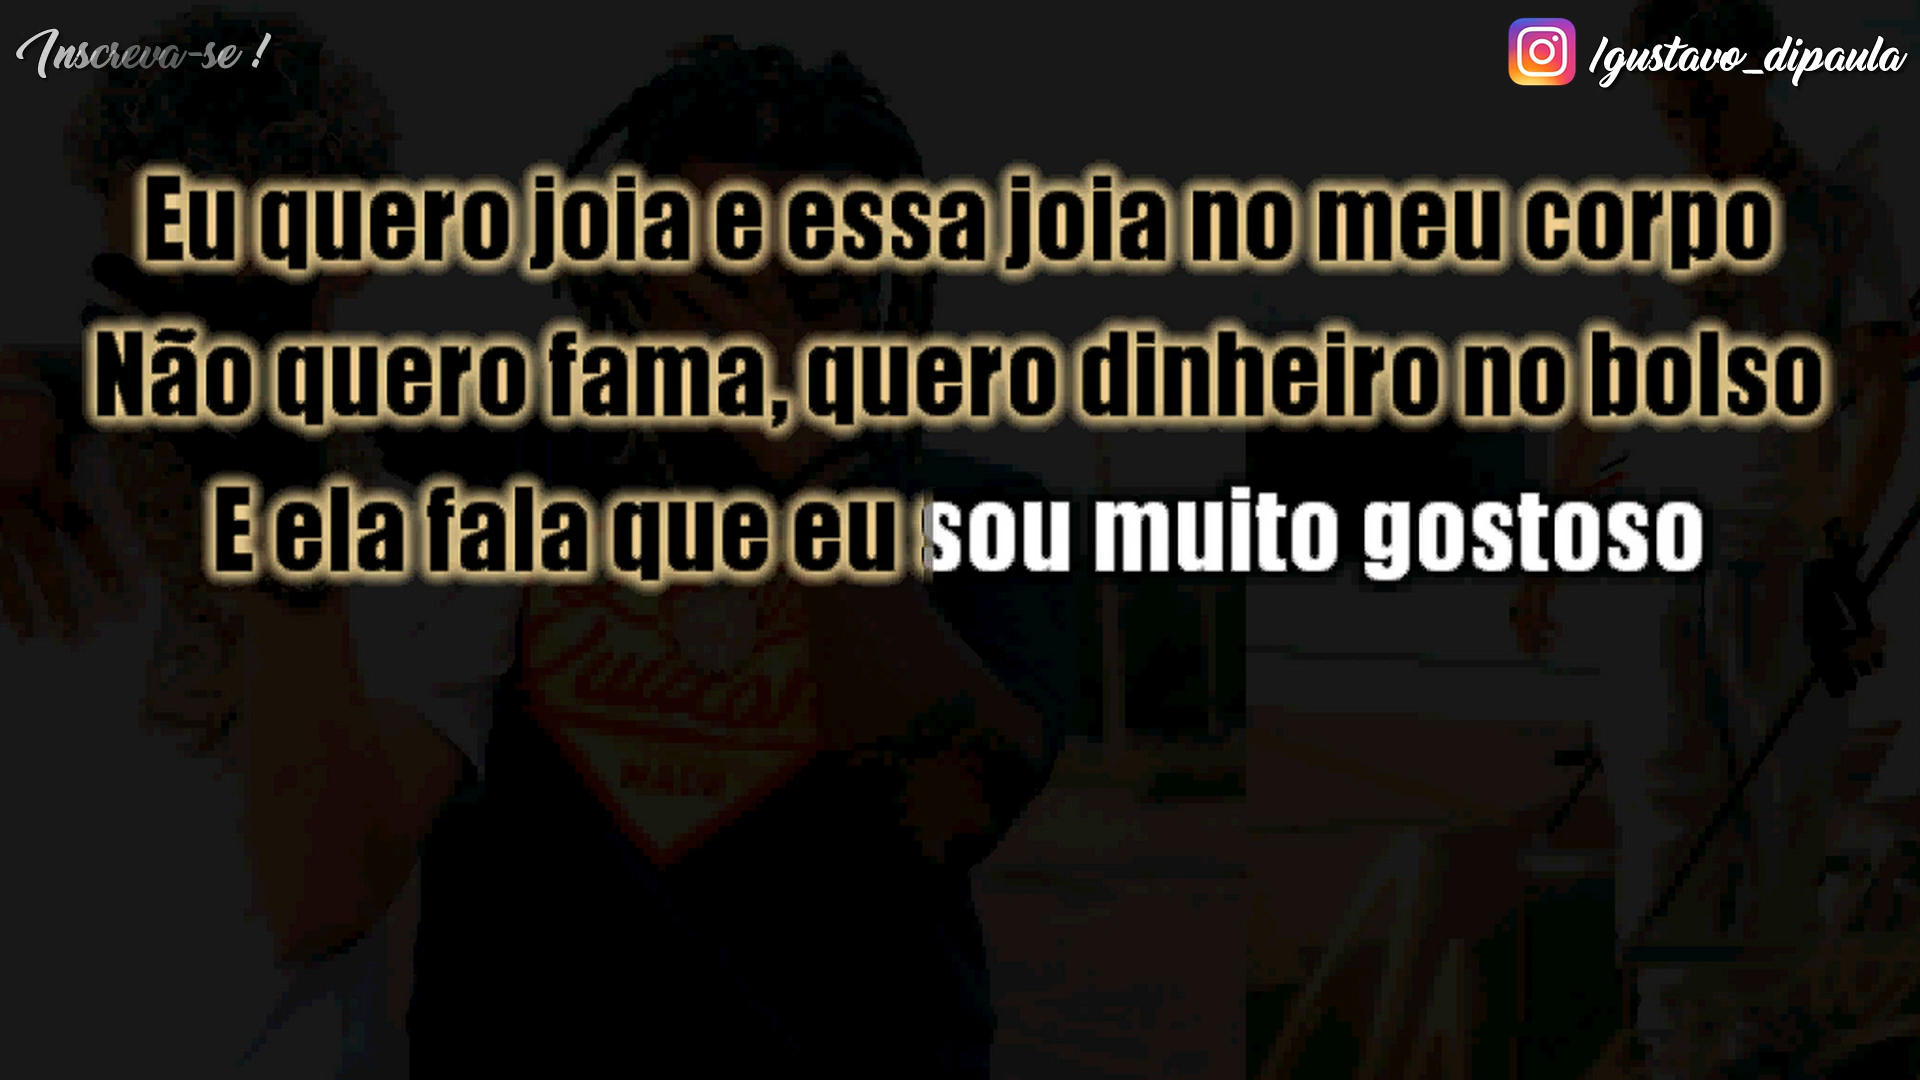 Inscreva-se !
/gustavo_dipaula
Eu quero joia e essa joia no meu corpo
Não quero fama, quero dinheiro no bolso
E ela fala que eu sou muito gostoso